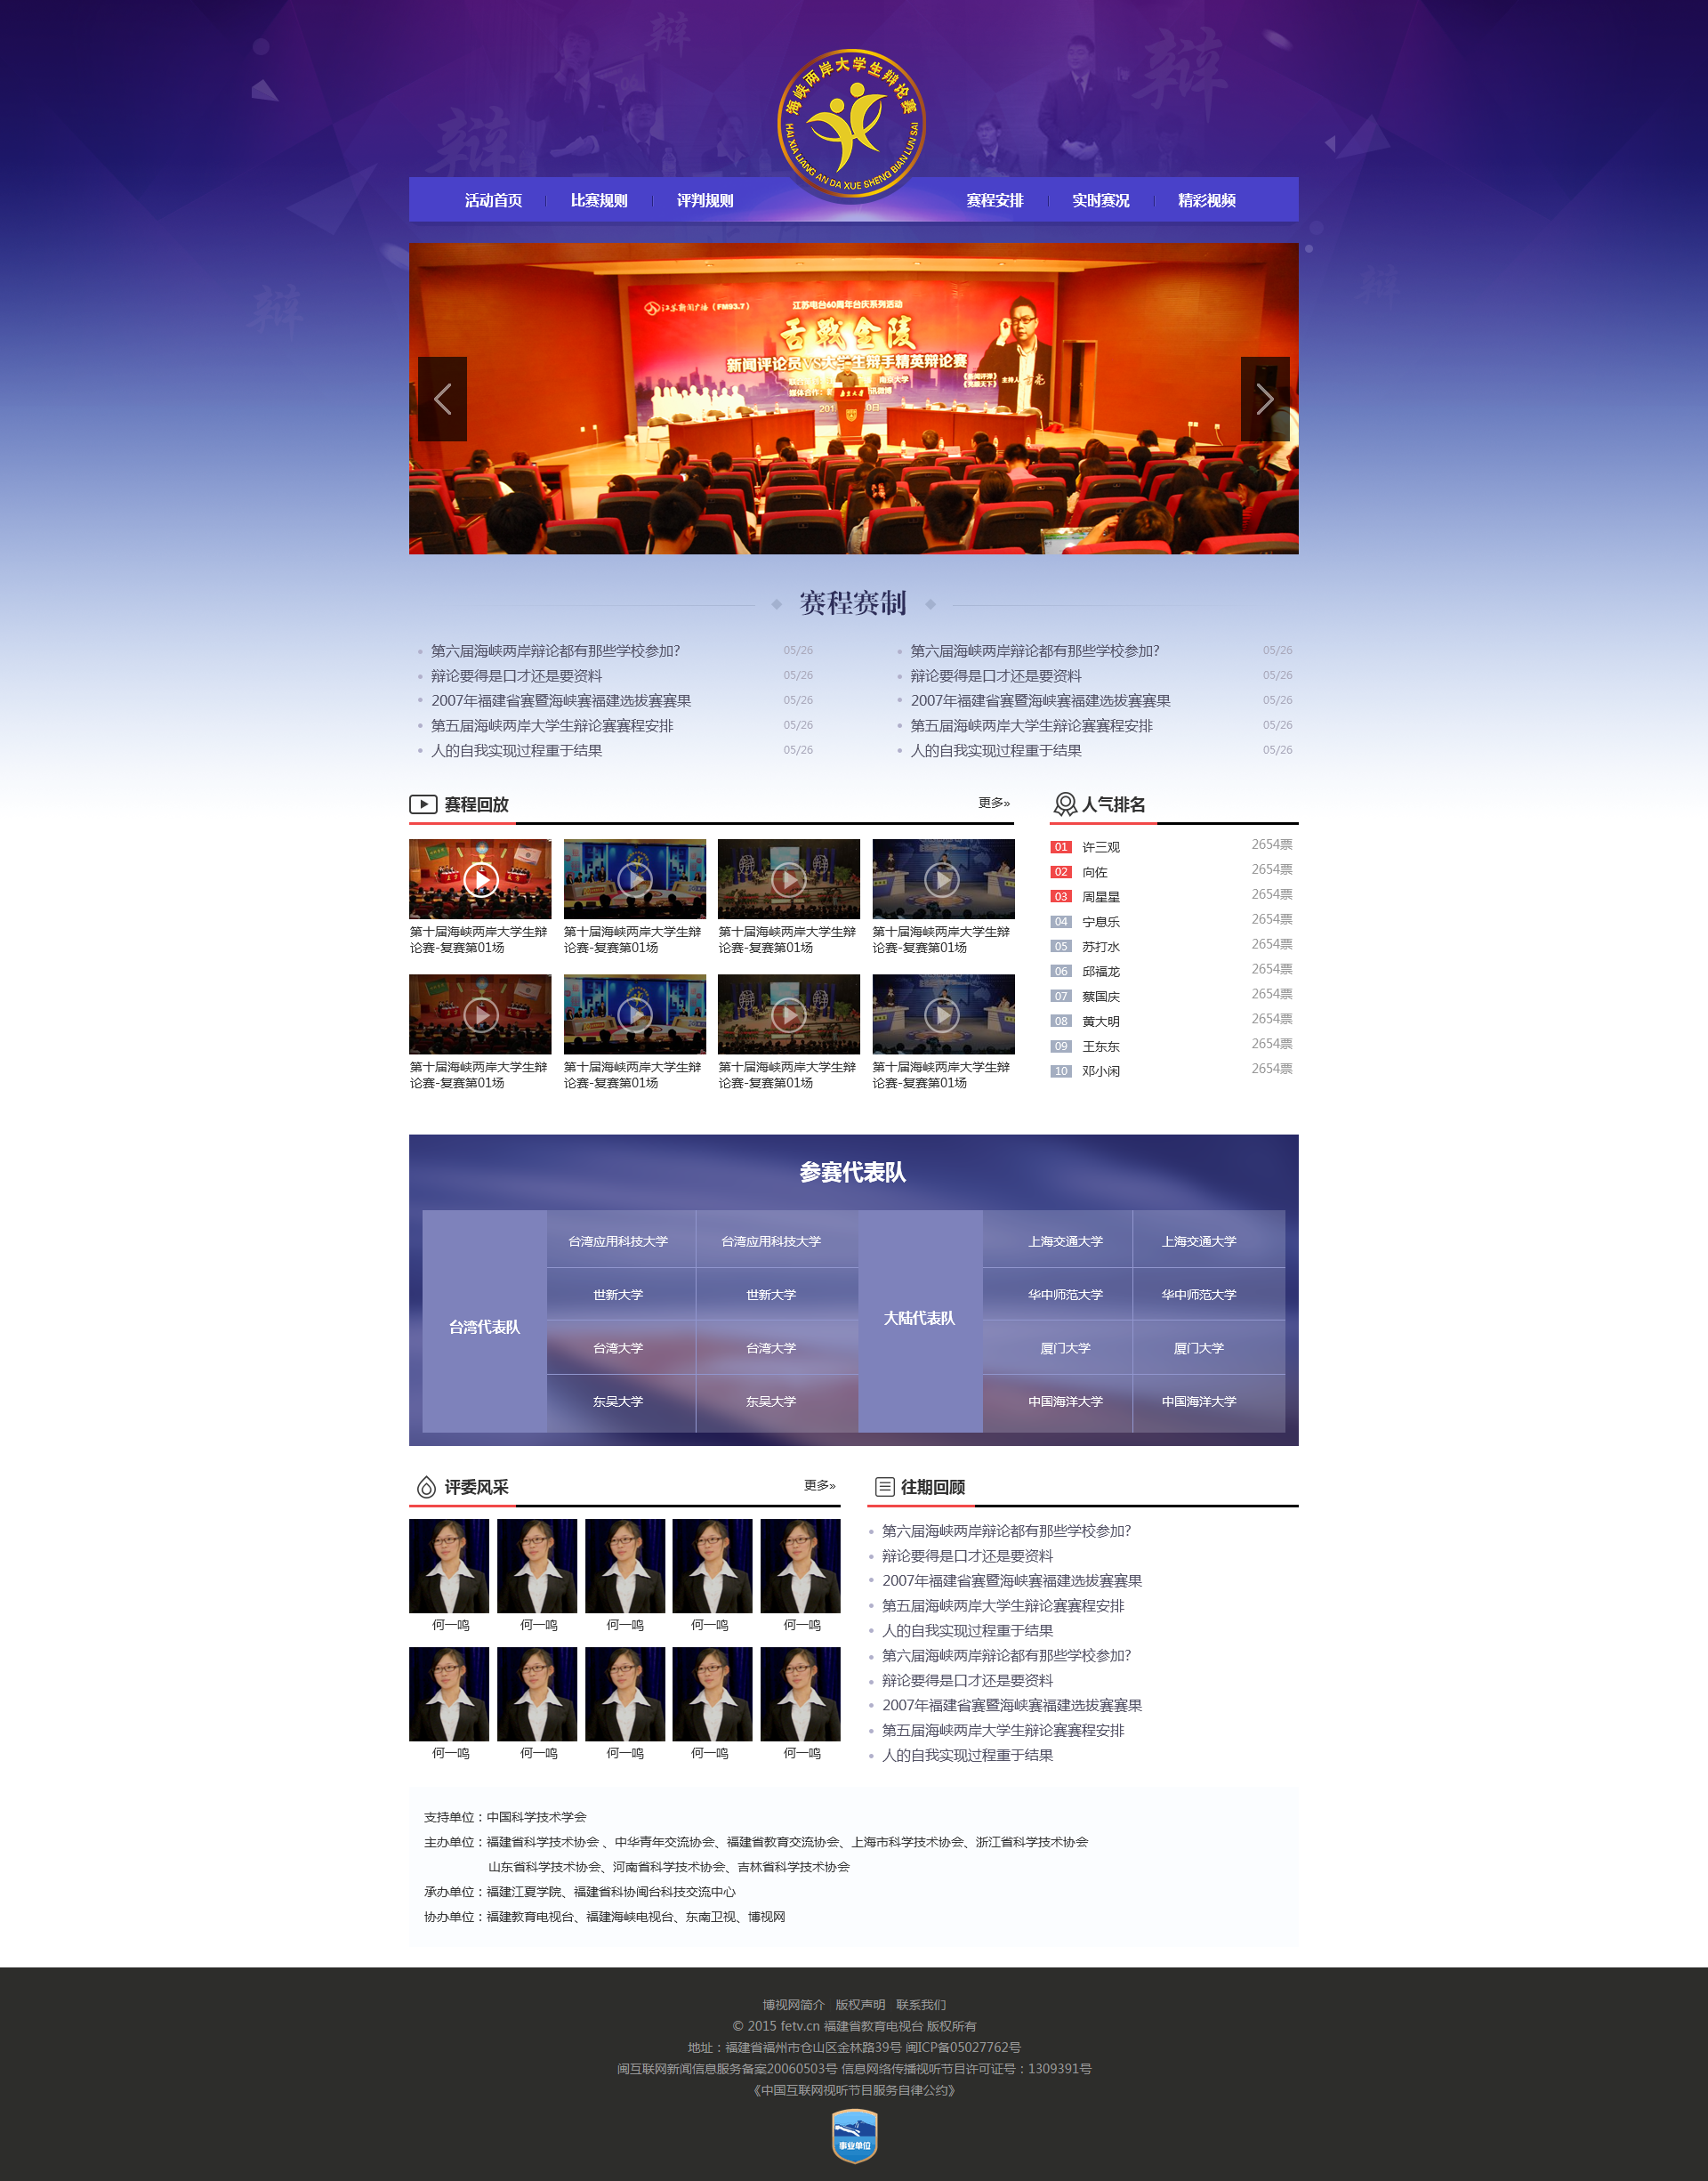 辩
辩
辩
海峡两岸大学生辩论赛
HAI XIA LIANG AN DA XUE SHENG BIAN LUN SAI
活动首页
比赛规则
评判规则
赛程安排
实时赛况
精彩视频
辩
辩
江苏新闻广播（FM93.7）
江苏电台60周年台庆系列活动
舌战金陵
新闻评论员VS大学生辩手精英辩论赛
赛程赛制
第六届海峡两岸辩论都有那些学校参加? 05/26
辩论要得是口才还是要资料 05/26
2007年福建省赛暨海峡赛福建选拔赛赛果 05/26
第五届海峡两岸大学生辩论赛赛程安排 05/26
人的自我实现过程重于结果 05/26
第六届海峡两岸辩论都有那些学校参加? 05/26
辩论要得是口才还是要资料 05/26
2007年福建省赛暨海峡赛福建选拔赛赛果 05/26
第五届海峡两岸大学生辩论赛赛程安排 05/26
人的自我实现过程重于结果 05/26
赛程回放
更多»
第十届海峡两岸大学生辩
论赛-复赛第01场
第十届海峡两岸大学生辩
论赛-复赛第01场
第十届海峡两岸大学生辩
论赛-复赛第01场
第十届海峡两岸大学生辩
论赛-复赛第01场
第十届海峡两岸大学生辩
论赛-复赛第01场
第十届海峡两岸大学生辩
论赛-复赛第01场
第十届海峡两岸大学生辩
论赛-复赛第01场
第十届海峡两岸大学生辩
论赛-复赛第01场
人气排名
01 许三观 2654票
02 向佐 2654票
03 周星星 2654票
04 宁息乐 2654票
05 苏打水 2654票
06 邱福龙 2654票
07 蔡国庆 2654票
08 黄大明 2654票
09 王东东 2654票
10 邓小闲 2654票
参赛代表队
台湾代表队
台湾应用科技大学 台湾应用科技大学
世新大学 世新大学
台湾大学 台湾大学
东吴大学 东吴大学
大陆代表队
上海交通大学 上海交通大学
华中师范大学 华中师范大学
厦门大学 厦门大学
中国海洋大学 中国海洋大学
评委风采
更多»
何一鸣 何一鸣 何一鸣 何一鸣 何一鸣
何一鸣 何一鸣 何一鸣 何一鸣 何一鸣
往期回顾
第六届海峡两岸辩论都有那些学校参加?
辩论要得是口才还是要资料
2007年福建省赛暨海峡赛福建选拔赛赛果
第五届海峡两岸大学生辩论赛赛程安排
人的自我实现过程重于结果
第六届海峡两岸辩论都有那些学校参加?
辩论要得是口才还是要资料
2007年福建省赛暨海峡赛福建选拔赛赛果
第五届海峡两岸大学生辩论赛赛程安排
人的自我实现过程重于结果
支持单位：中国科学技术学会
主办单位：福建省科学技术协会 、中华青年交流协会、福建省教育交流协会、上海市科学技术协会、浙江省科学技术协会
山东省科学技术协会、河南省科学技术协会、吉林省科学技术协会
承办单位：福建江夏学院、福建省科协闽台科技交流中心
协办单位：福建教育电视台、福建海峡电视台、东南卫视、博视网
博视网简介 版权声明 联系我们
© 2015 fetv.cn 福建省教育电视台 版权所有
地址：福建省福州市仓山区金林路39号 闽ICP备05027762号
闽互联网新闻信息服务备案20060503号 信息网络传播视听节目许可证号：1309391号
《中国互联网视听节目服务自律公约》
事业单位